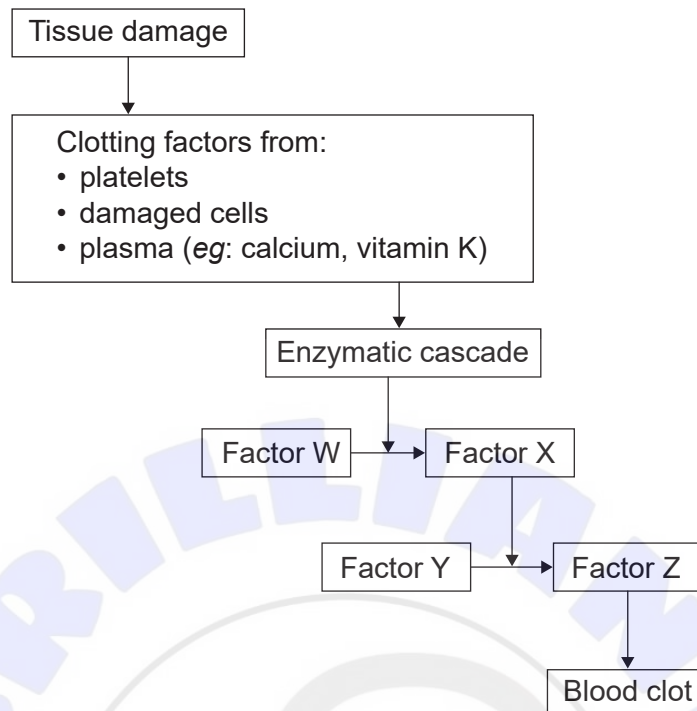 Tissue damage
Clotting factors from:
• platelets
• damaged cells
• plasma (eg: calcium, vitamin K)
Enzymatic cascade
Factor W
Factor X
Factor Y
Factor Z
Blood clot